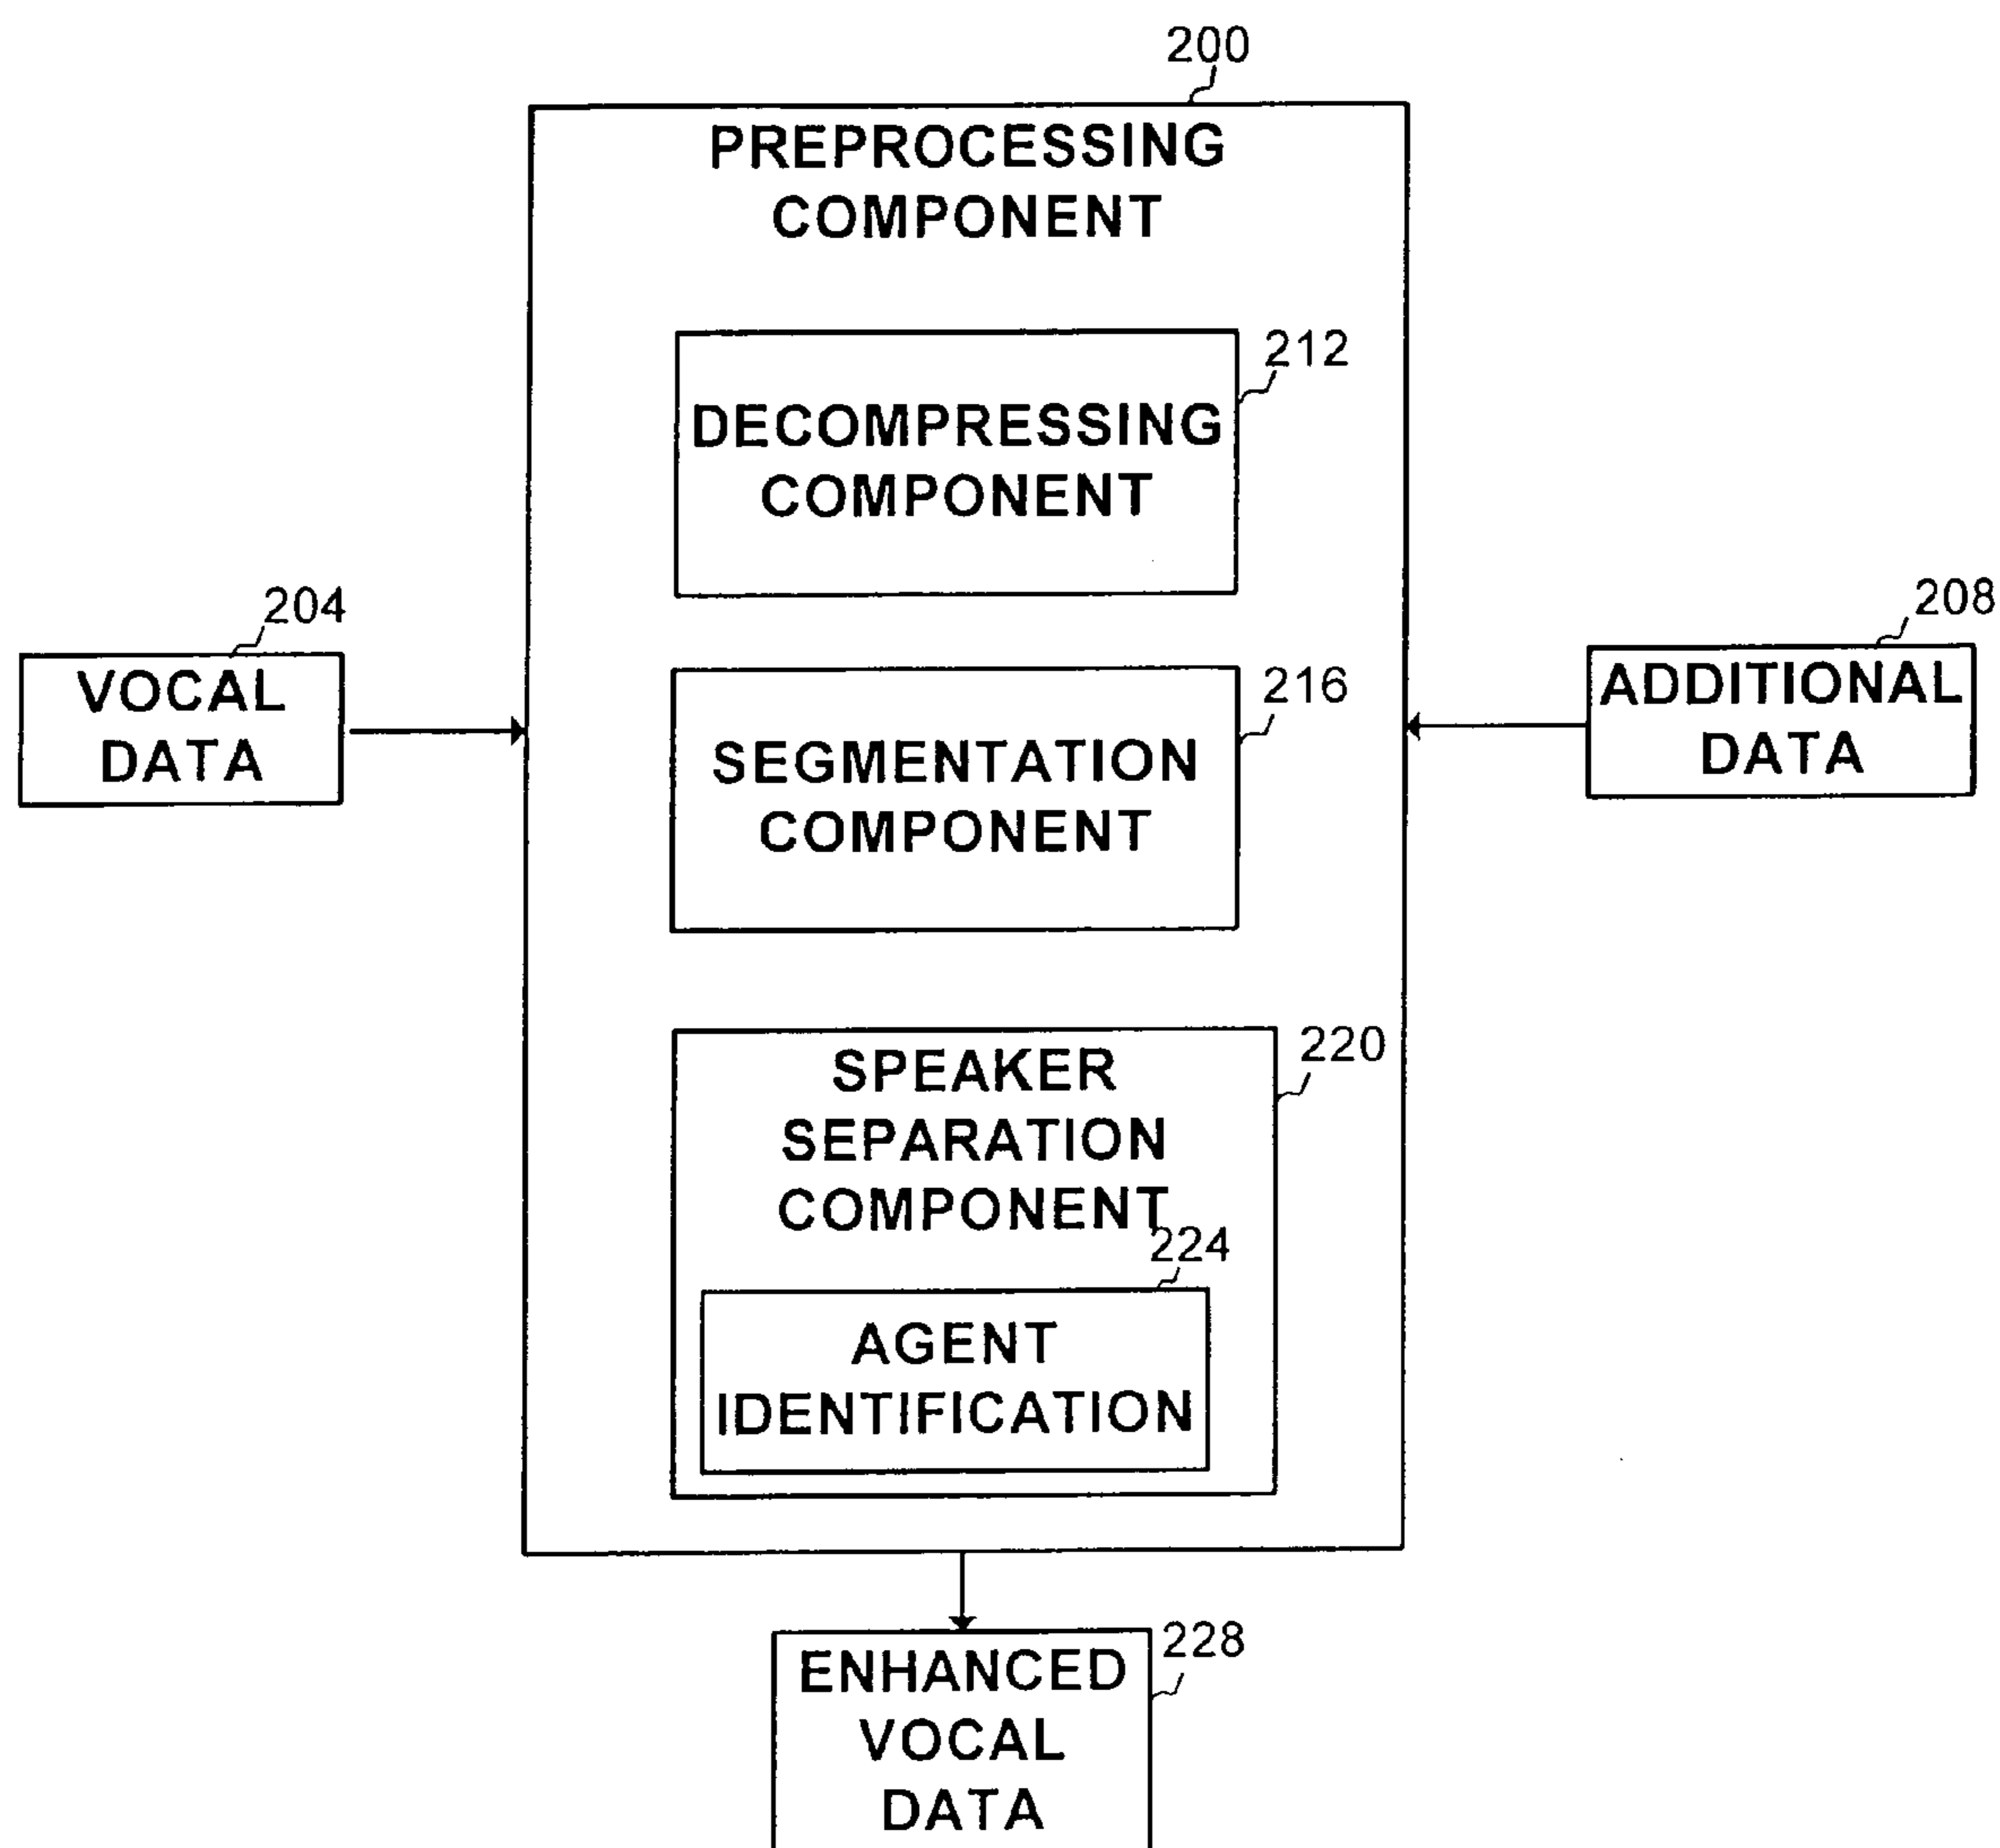 200
PREPROCESSING
COMPONENT
212
DECOMPRESSING
COMPONENT
204
VOCAL
DATA
208
ADDITIONAL
DATA
216
SEGMENTATION
COMPONENT
220
SPEAKER
SEPARATION
COMPONENT
224
AGENT
IDENTIFICATION
228
ENHANCED
VOCAL
DATA